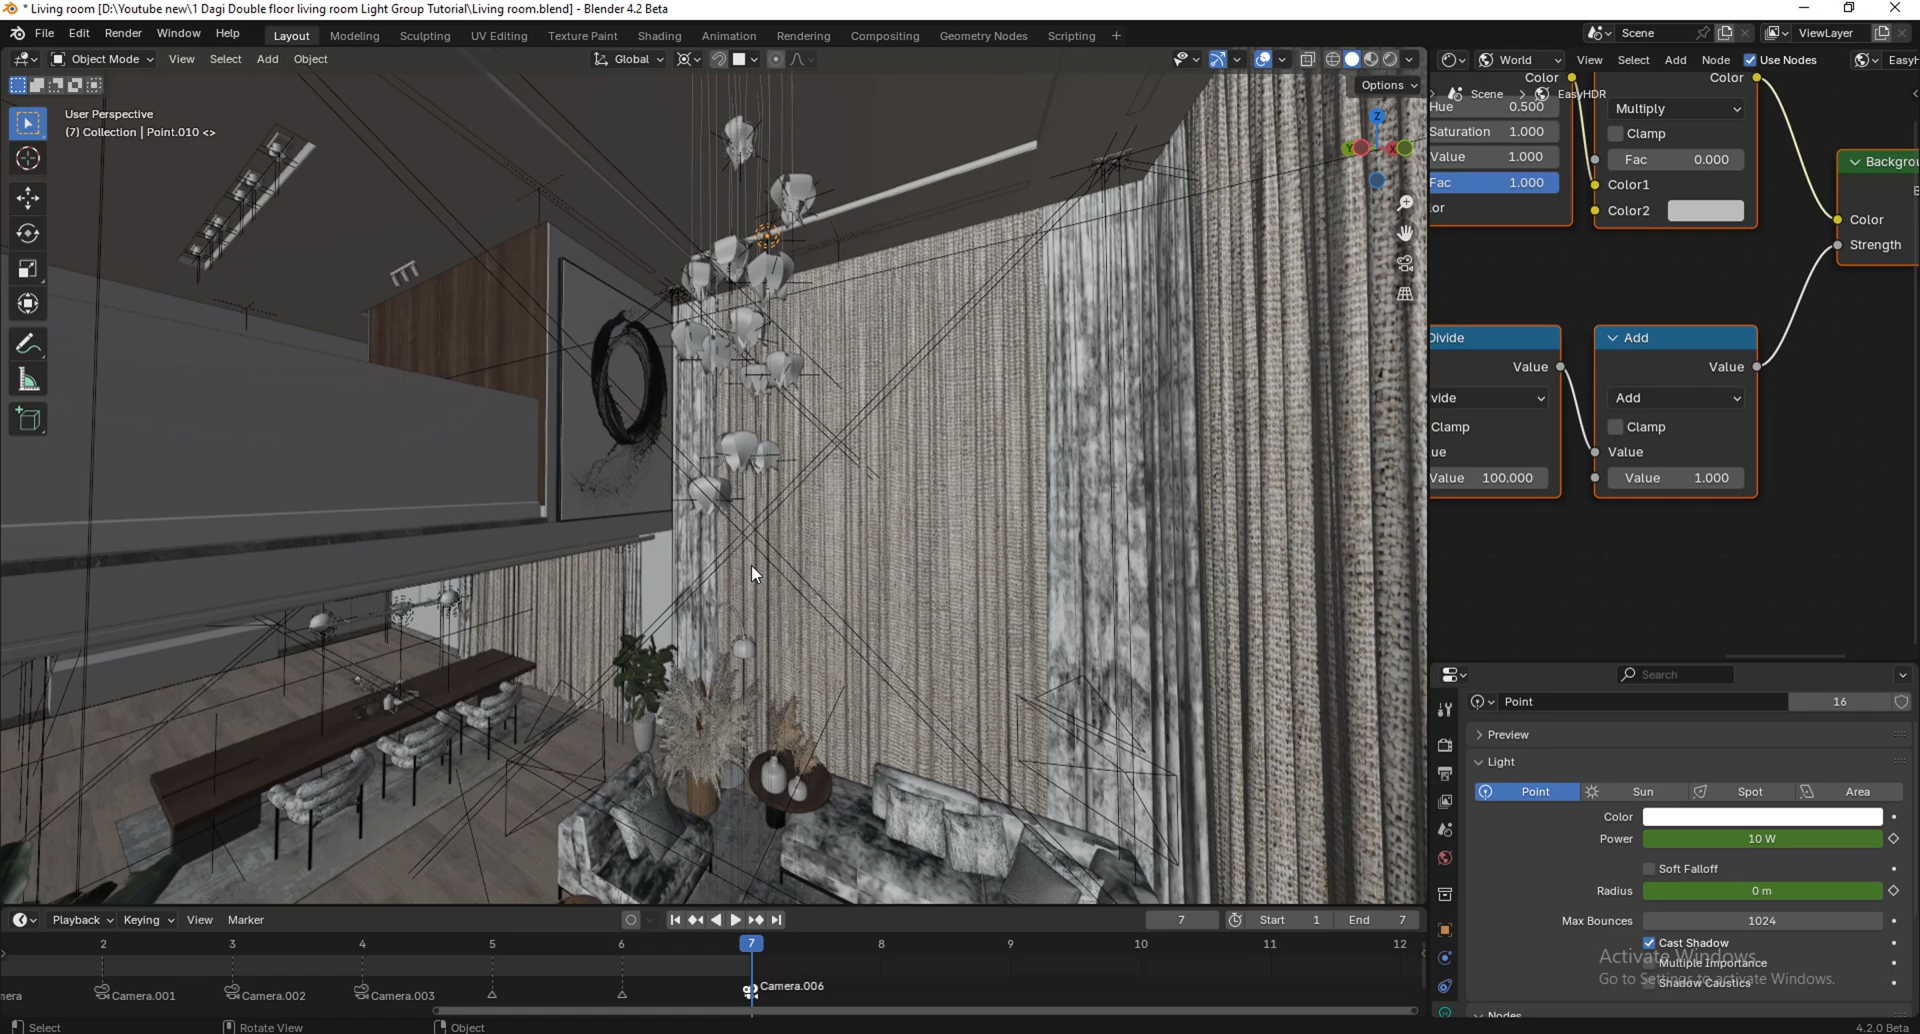 * Living room [D:\Youtube new\1 Dagi Double floor living room Light Group Tutorial\Living room.blend] - Blender 4.2 Beta
File Edit Render Window Help Layout Modeling Sculpting UV Editing Texture Paint Shading Animation Rendering Compositing Geometry Nodes Scripting + Scene ViewLayer
Object Mode View Select Add Object Global World View Select Add Node Use Nodes EasyH
Options
User Perspective
(7) Collection | Point.010 <>
Z
Y X
Scene > EasyHDR
Color
Hue 0.500
Saturation 1.000
Value 1.000
Fac 1.000
lor
Color
Multiply
Clamp
Fac 0.000
Color1
Color2
Backgrou
B
Color
Strength
Divide
Value
vide
Clamp
ue
Value 100.000
Add
Value
Add
Clamp
Value
Value 1.000
Search
Point 16
Preview
Light
Point Sun Spot Area
Color
Power 10 W
Soft Falloff
Radius 0 m
Max Bounces 1024
Cast Shadow
Multiple Importance
Shadow Caustics
Activate Windows
Go to Settings to activate Windows.
Nodes
Playback Keying View Marker 7 Start 1 End 7
2 3 4 5 6 7 8 9 10 11 12
mera Camera.001 Camera.002 Camera.003 Camera.006
Select Rotate View Object 4.2.0 Beta